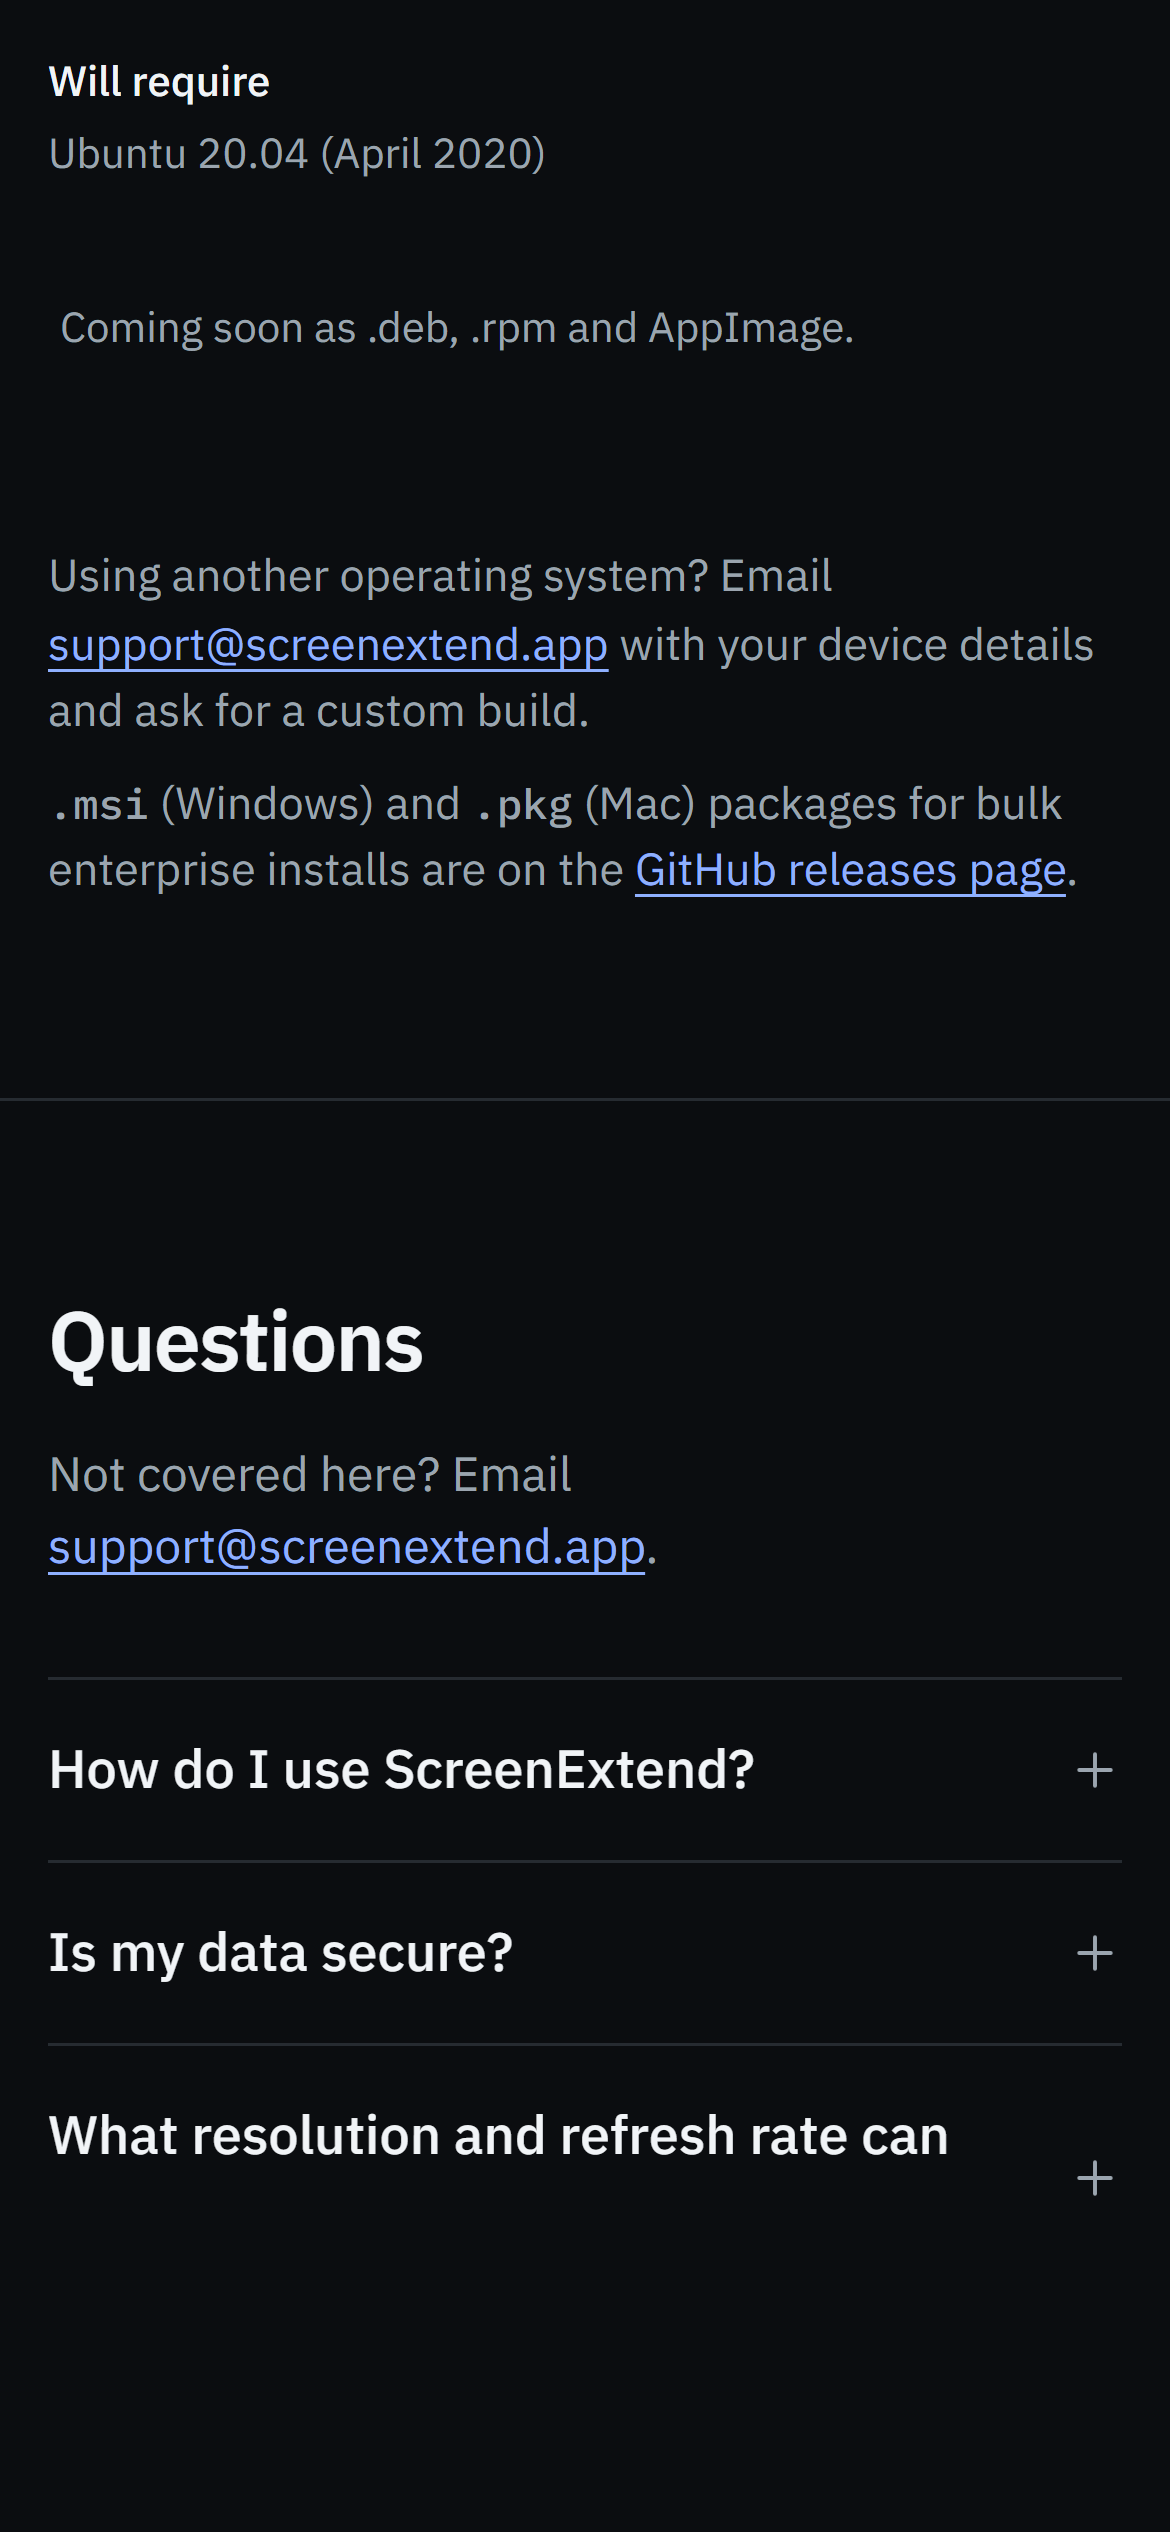 Will require
Ubuntu 20.04 (April 2020)
Coming soon as .deb, .rpm and AppImage.
Using another operating system? Email
support@screenextend.app with your device details
and ask for a custom build.
.msi (Windows) and .pkg (Mac) packages for bulk
enterprise installs are on the GitHub releases page.
Questions
Not covered here? Email
support@screenextend.app.
How do I use ScreenExtend?
Is my data secure?
What resolution and refresh rate can